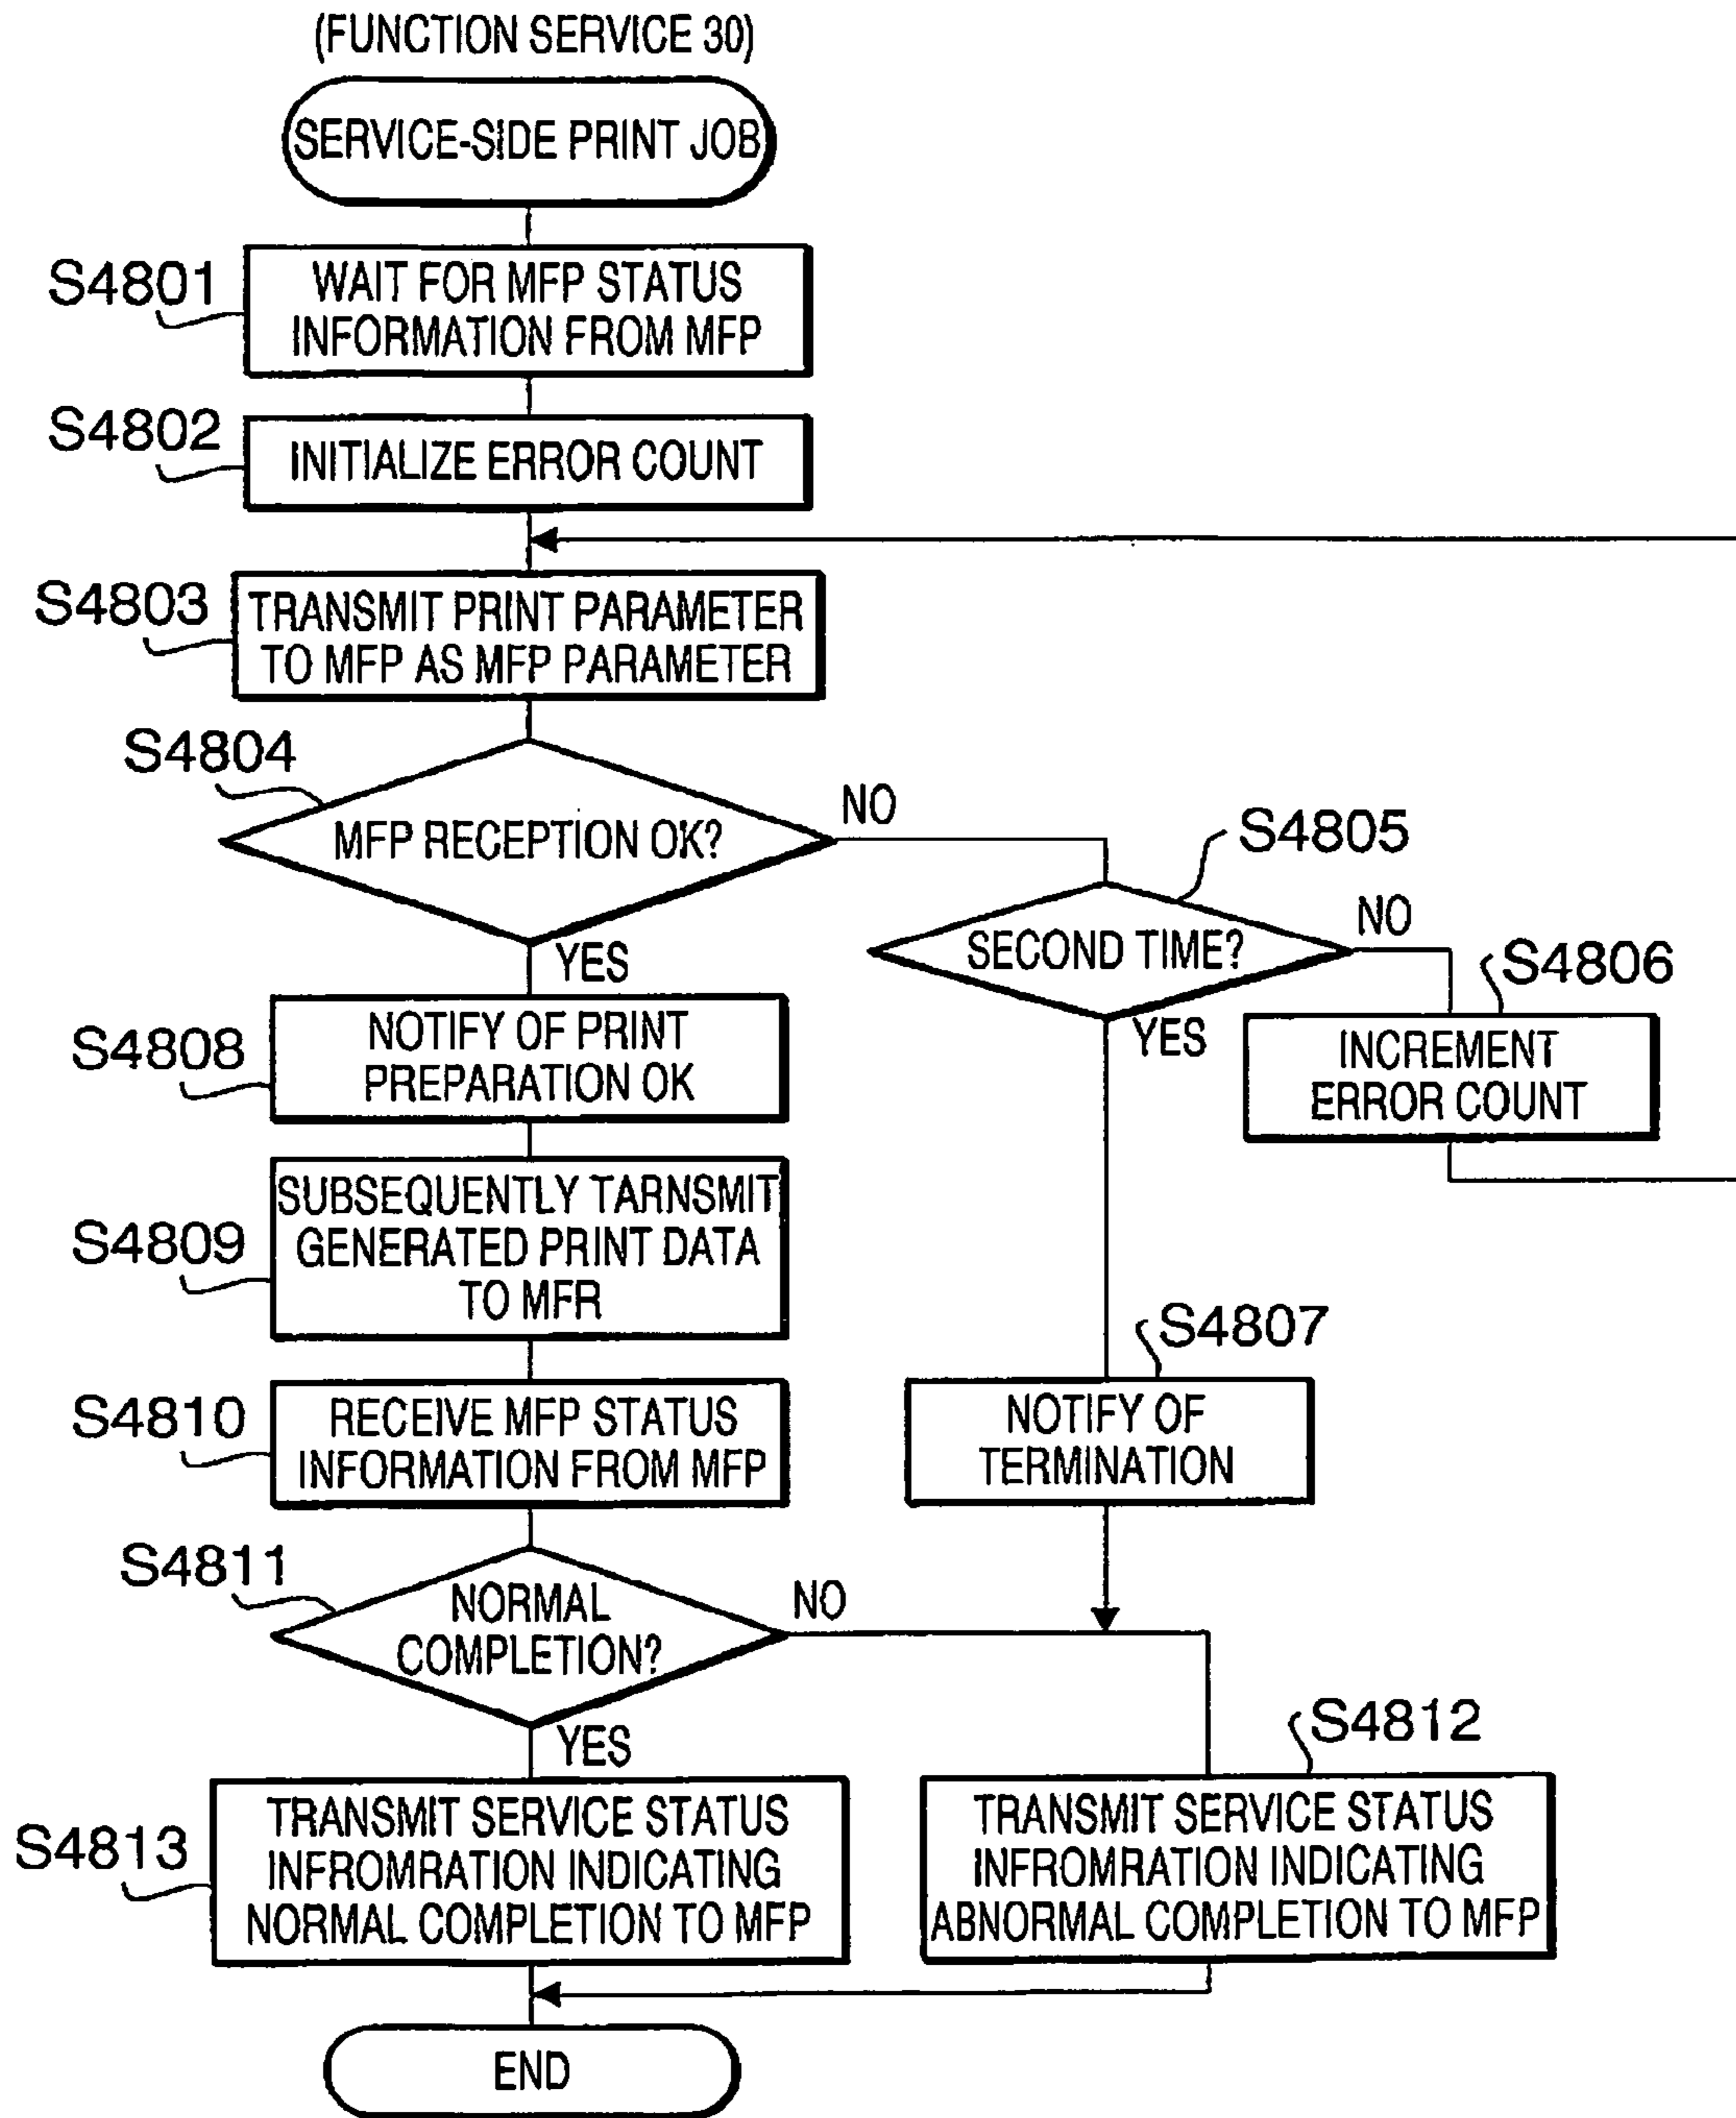 (FUNCTION SERVICE 30)
SERVICE-SIDE PRINT JOB
S4801
WAIT FOR MFP STATUS
INFORMATION FROM MFP
S4802
INITIALIZE ERROR COUNT
S4803
TRANSMIT PRINT PARAMETER
TO MFP AS MFP PARAMETER
S4804
MFP RECEPTION OK?
NO
YES
S4805
SECOND TIME?
NO
YES
S4806
INCREMENT
ERROR COUNT
S4808
NOTIFY OF PRINT
PREPARATION OK
S4809
SUBSEQUENTLY TARNSMIT
GENERATED PRINT DATA
TO MFR
S4807
NOTIFY OF
TERMINATION
S4810
RECEIVE MFP STATUS
INFORMATION FROM MFP
S4811
NORMAL
COMPLETION?
NO
YES
S4812
TRANSMIT SERVICE STATUS
INFROMRATION INDICATING
ABNORMAL COMPLETION TO MFP
S4813
TRANSMIT SERVICE STATUS
INFROMRATION INDICATING
NORMAL COMPLETION TO MFP
END